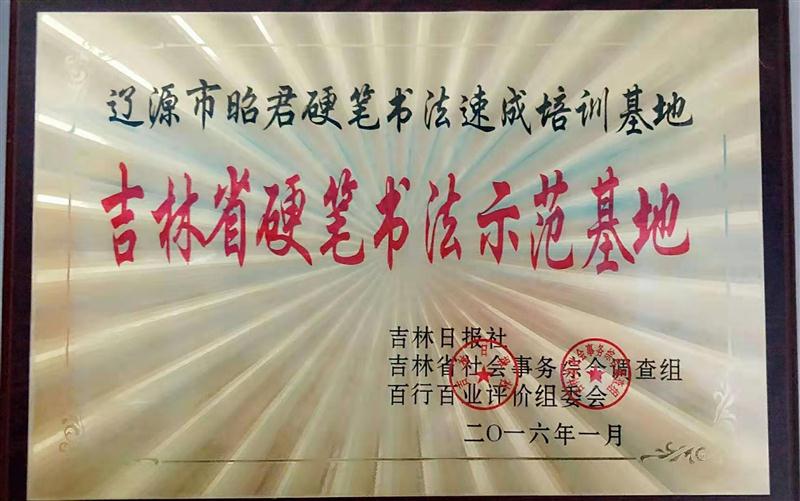 辽源市昭君硬笔书法速成培训基地
吉林省硬笔书法示范基地
吉林日报社
吉林省社会事务综合调查组
百行百业评价组委会
二〇一六年一月